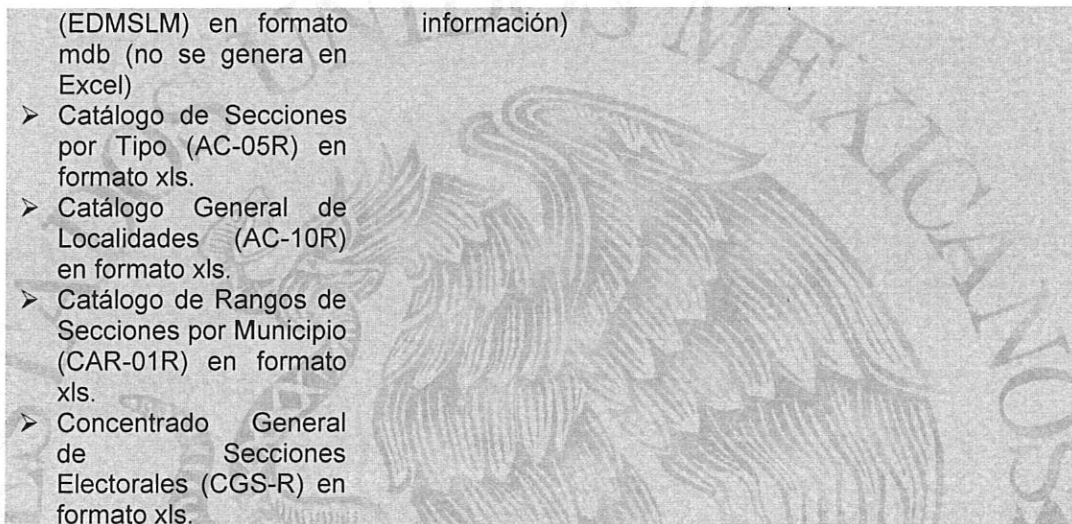 (EDMSLM) en formato
mdb (no se genera en
Excel)
➢ Catálogo de Secciones
por Tipo (AC-05R) en
formato xls.
➢ Catálogo General de
Localidades (AC-10R)
en formato xls.
➢ Catálogo de Rangos de
Secciones por Municipio
(CAR-01R) en formato
xls.
➢ Concentrado General
de Secciones
Electorales (CGS-R) en
formato xls.
información)
MEXICANOS